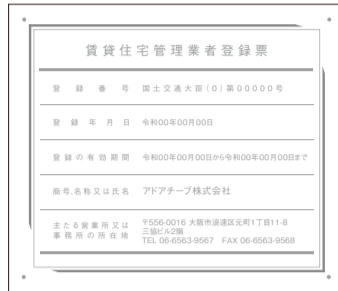 賃貸住宅管理業者登録票
登録番号 国土交通大臣(0)第00000号
登録年月日 令和00年00月00日
登録の有効期間 令和00年00月00日から令和00年00月00日まで
商号、名称又は氏名 アドアチーブ株式会社
主たる営業所又は
事務所の所在地
〒556-0016 大阪市浪速区元町1丁目11-8
三協ビル2階
TEL 06-6563-9567 FAX 06-6563-9568